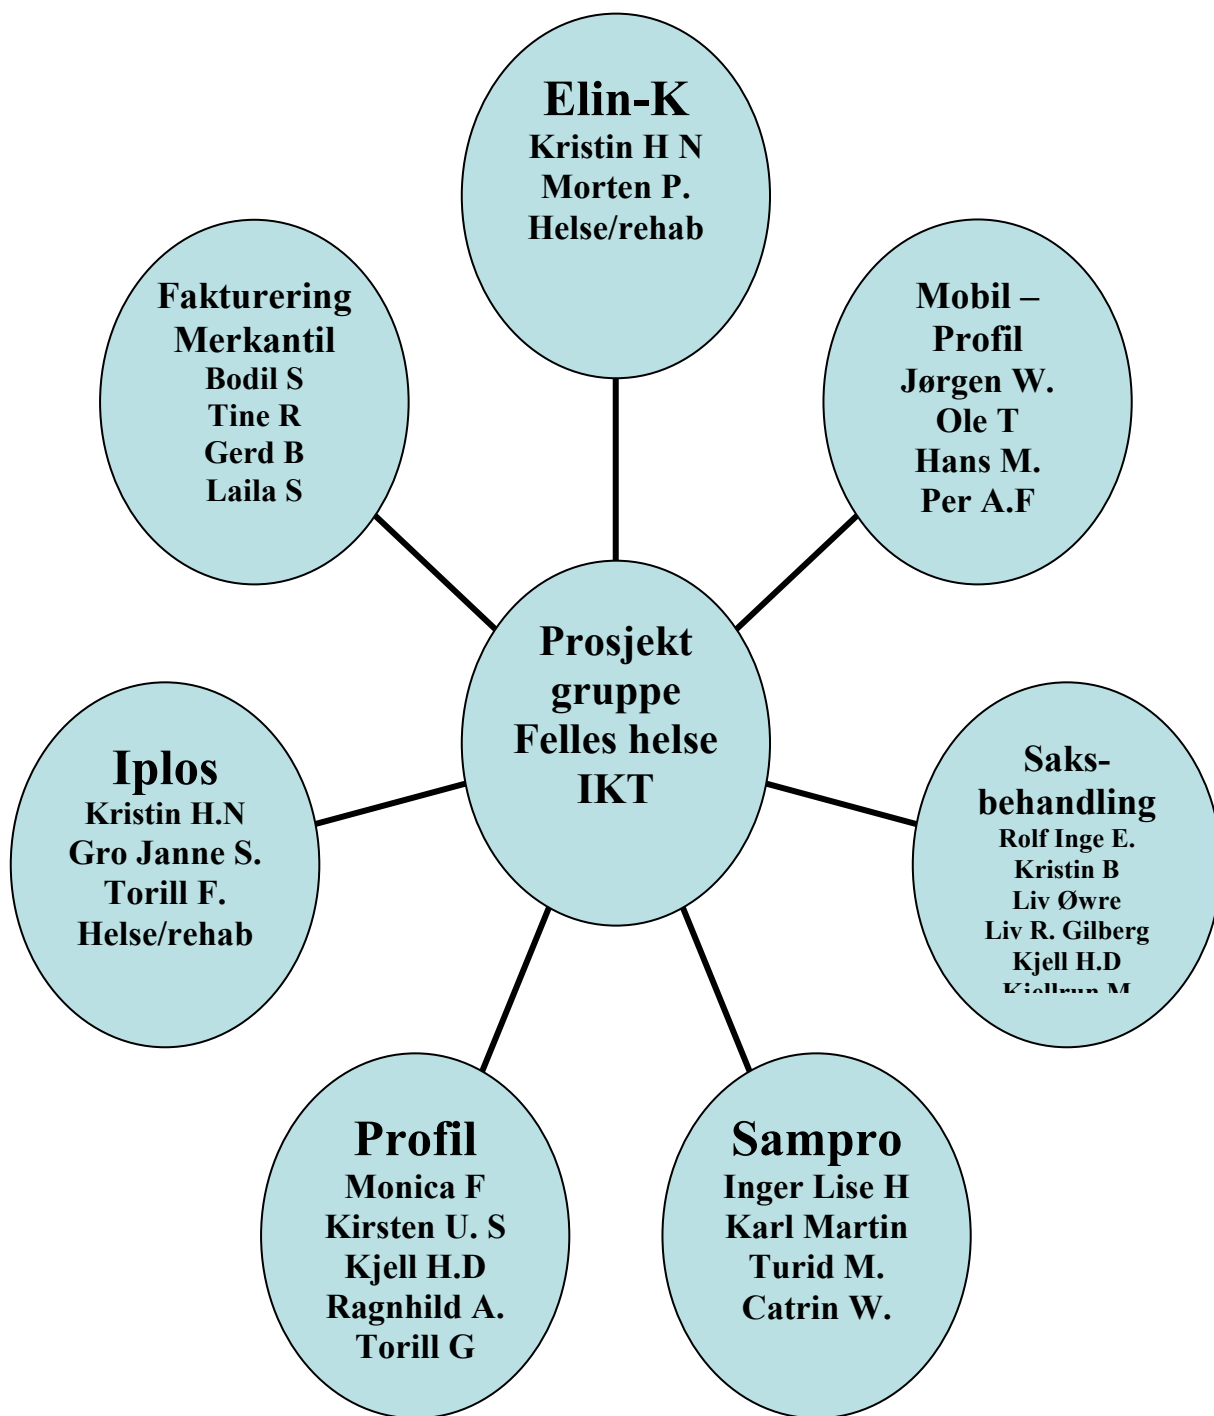 Elin-K
Kristin H N
Morten P.
Helse/rehab
Fakturering
Merkantil
Bodil S
Tine R
Gerd B
Laila S
Mobil –
Profil
Jørgen W.
Ole T
Hans M.
Per A.F
Prosjekt
gruppe
Felles helse
IKT
Iplos
Kristin H.N
Gro Janne S.
Torill F.
Helse/rehab
Saks-
behandling
Rolf Inge E.
Kristin B
Liv Øwre
Liv R. Gilberg
Kjell H.D
Kjellrun M
Profil
Monica F
Kirsten U. S
Kjell H.D
Ragnhild A.
Torill G
Sampro
Inger Lise H
Karl Martin
Turid M.
Catrin W.